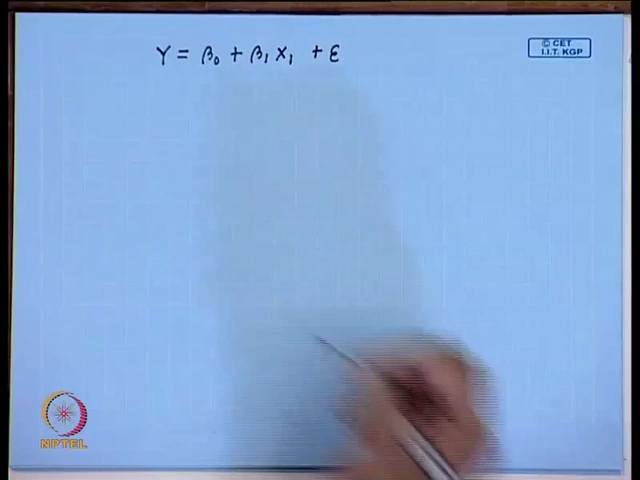 Y = β₀ + β₁ X₁ + ε
© CET
I.I.T. KGP
NPTEL